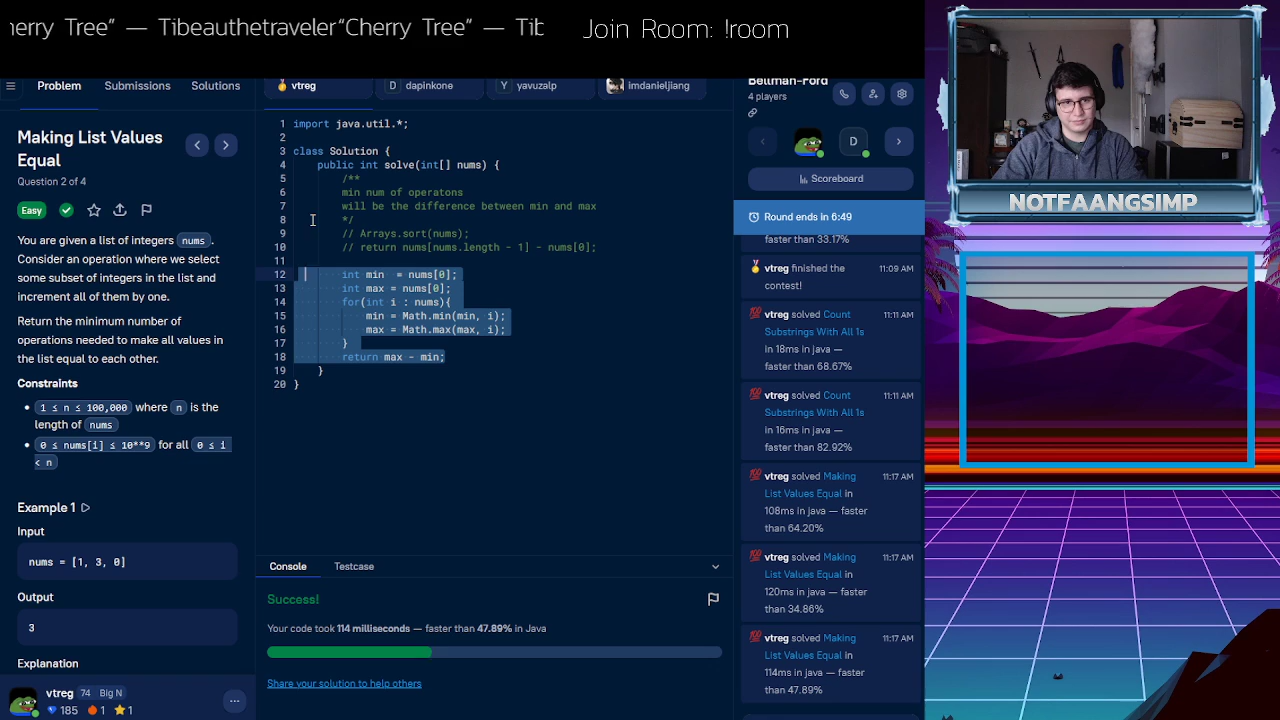 herry Tree” — Tibeauthetraveler“Cherry Tree” — Tib
Join Room: !room
Problem
Submissions
Solutions
Making List Values
Equal
Question 2 of 4
Easy
You are given a list of integers nums.
Consider an operation where we select
some subset of integers in the list and
increment all of them by one.
Return the minimum number of
operations needed to make all values in
the list equal to each other.
Constraints
1 ≤ n ≤ 100,000 where n is the
length of nums
0 ≤ nums[i] ≤ 10**9 for all 0 ≤ i
< n
Example 1
Input
nums = [1, 3, 0]
Output
3
Explanation
vtreg 74 Big N
185 1 1
vtreg
D dapinkone
Y yavuzalp
imdanieljiang
1 import java.util.*;
2
3 class Solution {
4 public int solve(int[] nums) {
5 /**
6 min num of operatons
7 will be the difference between min and max
8 */
9 // Arrays.sort(nums);
10 // return nums[nums.length - 1] - nums[0];
11
12 int min  = nums[0];
13 int max = nums[0];
14 for(int i : nums){
15 min = Math.min(min, i);
16 max = Math.max(max, i);
17 }
18 return max - min;
19 }
20 }
Console
Testcase
Success!
Your code took 114 milliseconds — faster than 47.89% in Java
Share your solution to help others
Bellman-Ford
4 players
D
Scoreboard
Round ends in 6:49
faster than 33.17%
vtreg finished the 11:09 AM
contest!
100 vtreg solved Count 11:11 AM
Substrings With All 1s
in 18ms in java —
faster than 68.67%
100 vtreg solved Count 11:11 AM
Substrings With All 1s
in 16ms in java —
faster than 82.92%
100 vtreg solved Making 11:17 AM
List Values Equal in
108ms in java — faster
than 64.20%
100 vtreg solved Making 11:17 AM
List Values Equal in
120ms in java — faster
than 34.86%
100 vtreg solved Making 11:17 AM
List Values Equal in
114ms in java — faster
than 47.89%
NOTFAANGSIMP